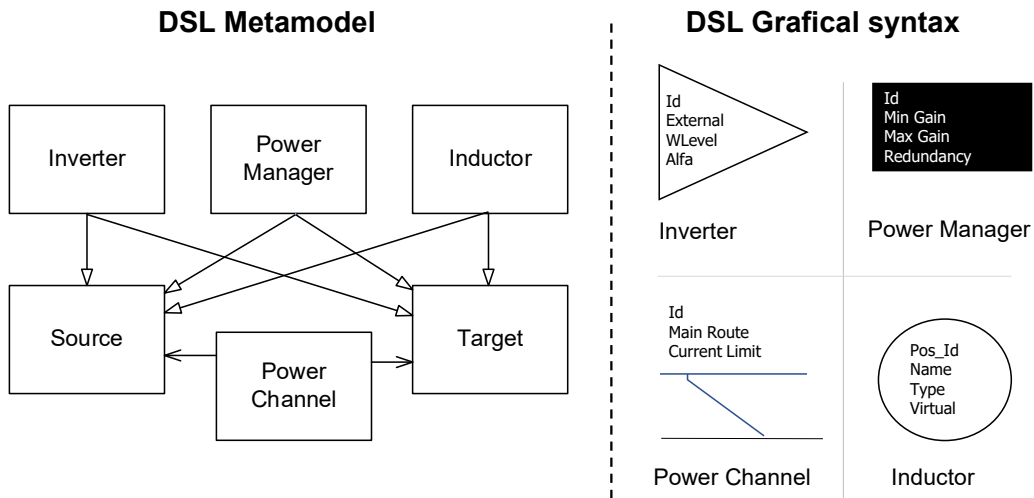 DSL Metamodel
Inverter
Power
Manager
Inductor
Source
Target
Power
Channel
DSL Grafical syntax
Id
External
WLevel
Alfa
Inverter
Id
Min Gain
Max Gain
Redundancy
Power Manager
Id
Main Route
Current Limit
Power Channel
Pos_Id
Name
Type
Virtual
Inductor